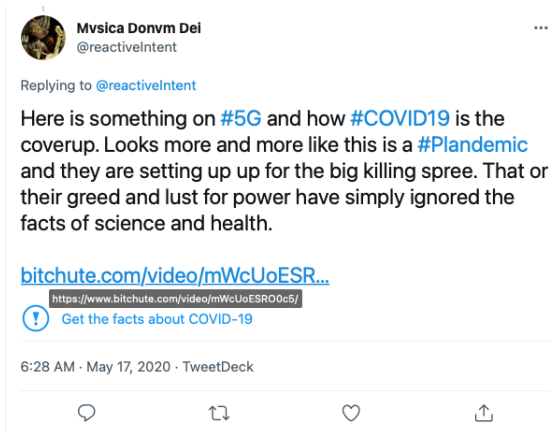 Mvsica Donvm Dei
@reactiveIntent
Replying to @reactiveIntent
Here is something on #5G and how #COVID19 is the
coverup. Looks more and more like this is a #Plandemic
and they are setting up up for the big killing spree. That or
their greed and lust for power have simply ignored the
facts of science and health.
bitchute.com/video/mWcUoESR...
https://www.bitchute.com/video/mWcUoESRO0c5/
Get the facts about COVID-19
6:28 AM · May 17, 2020 · TweetDeck